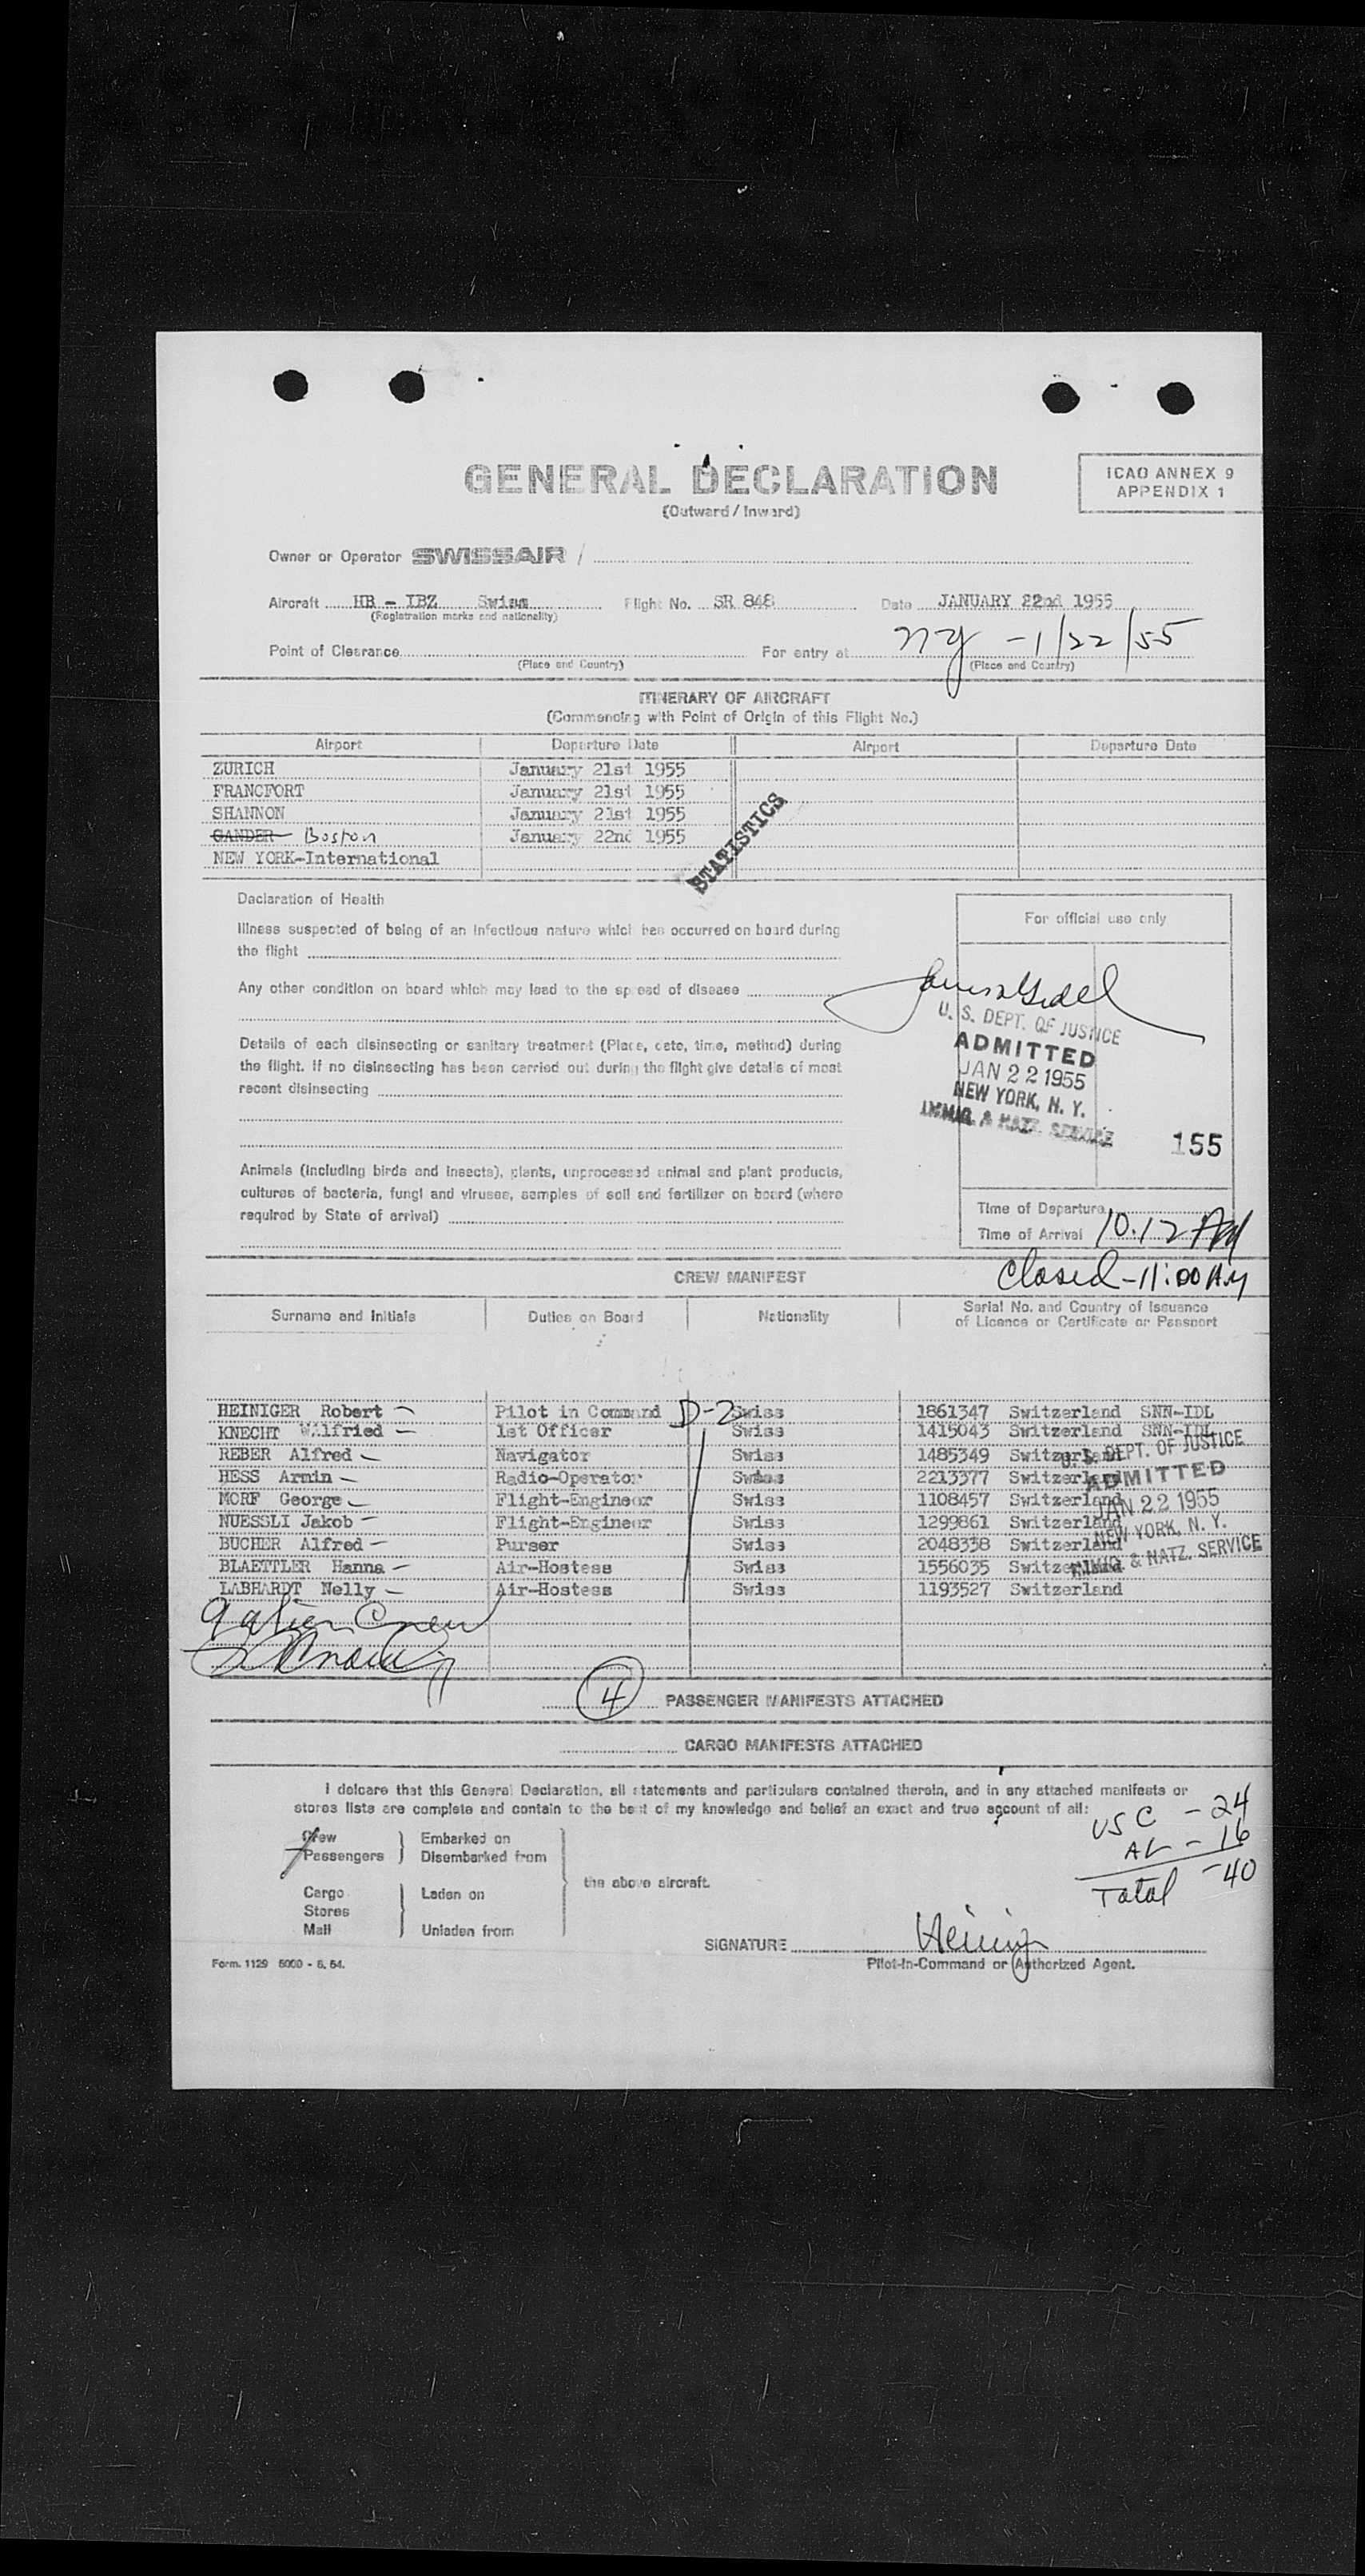 GENERAL DECLARATION
(Outward / Inward)
ICAO ANNEX 9
APPENDIX 1
Owner or Operator SWISSAIR /
Aircraft HB - IBZ Swiss Flight No. SR 848 Date JANUARY 22nd 1955
(Registration marks and nationality)
Point of Clearance For entry at NY - 1/22/55
(Place and Country) (Place and Country)
ITINERARY OF AIRCRAFT
(Commencing with Point of Origin of this Flight No.)
Airport Departure Date Airport Departure Date
ZURICH January 21st 1955
FRANCFORT January 21st 1955
SHANNON January 21st 1955
GANDER Boston January 22nd 1955
NEW YORK-International
STATISTICS
Declaration of Health
Illness suspected of being of an infectious nature which has occurred on board during
the flight
Any other condition on board which may lead to the spread of disease
Details of each disinsecting or sanitary treatment (Place, date, time, method) during
the flight. If no disinsecting has been carried out during the flight give details of most
recent disinsecting
Animals (including birds and insects), plants, unprocessed animal and plant products,
cultures of bacteria, fungi and viruses, samples of soil and fertilizer on board (where
required by State of arrival)
For official use only
U. S. DEPT. OF JUSTICE
ADMITTED
JAN 22 1955
NEW YORK, N. Y.
IMMIG. & NATZ. SERVICE
155
Time of Departure
Time of Arrival 10.12 AM
Closed - 11:00 AM
CREW MANIFEST
Surname and Initials Duties on Board Nationality Serial No. and Country of Issuance
of Licence or Certificate or Passport
HEINIGER Robert Pilot in Command D-2 Swiss 1861347 Switzerland SNN-IDL
KNECHT Wilfried 1st Officer Swiss 1415043 Switzerland SNN-IDL
REBER Alfred Navigator Swiss 1485349 Switzerland
HESS Armin Radio-Operator Swiss 2213377 Switzerland
MORF George Flight-Engineer Swiss 1108457 Switzerland
NUESSLI Jakob Flight-Engineer Swiss 1299861 Switzerland
BUCHER Alfred Purser Swiss 2048338 Switzerland
BLAETTLER Hanna Air-Hostess Swiss 1556035 Switzerland
LABHARDT Nelly Air-Hostess Swiss 1193527 Switzerland
U. S. DEPT. OF JUSTICE
ADMITTED
JAN 22 1955
NEW YORK, N. Y.
IMMIG. & NATZ. SERVICE
9 alien Crew
4 PASSENGER MANIFESTS ATTACHED
CARGO MANIFESTS ATTACHED
I delcare that this General Declaration, all statements and particulars contained therein, and in any attached manifests or
stores lists are complete and contain to the best of my knowledge and belief an exact and true account of all:
Crew Embarked on
Passengers Disembarked from
the above aircraft.
Cargo Laden on
Stores
Mail Unladen from
USC - 24
AL - 16
Total - 40
SIGNATURE
Pilot-in-Command or Authorized Agent.
Form. 1129 5000 - 5. 54.